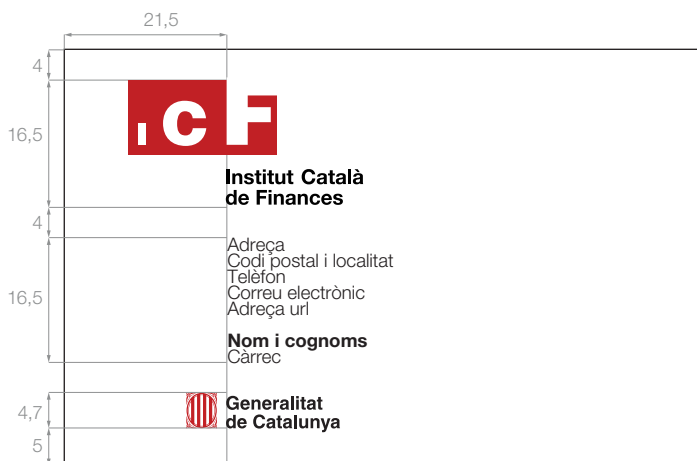 21,5
4
16,5
ICF
Institut Català
de Finances
4
Adreça
Codi postal i localitat
Telèfon
Correu electrònic
Adreça url
16,5
Nom i cognoms
Càrrec
4,7
Generalitat
de Catalunya
5